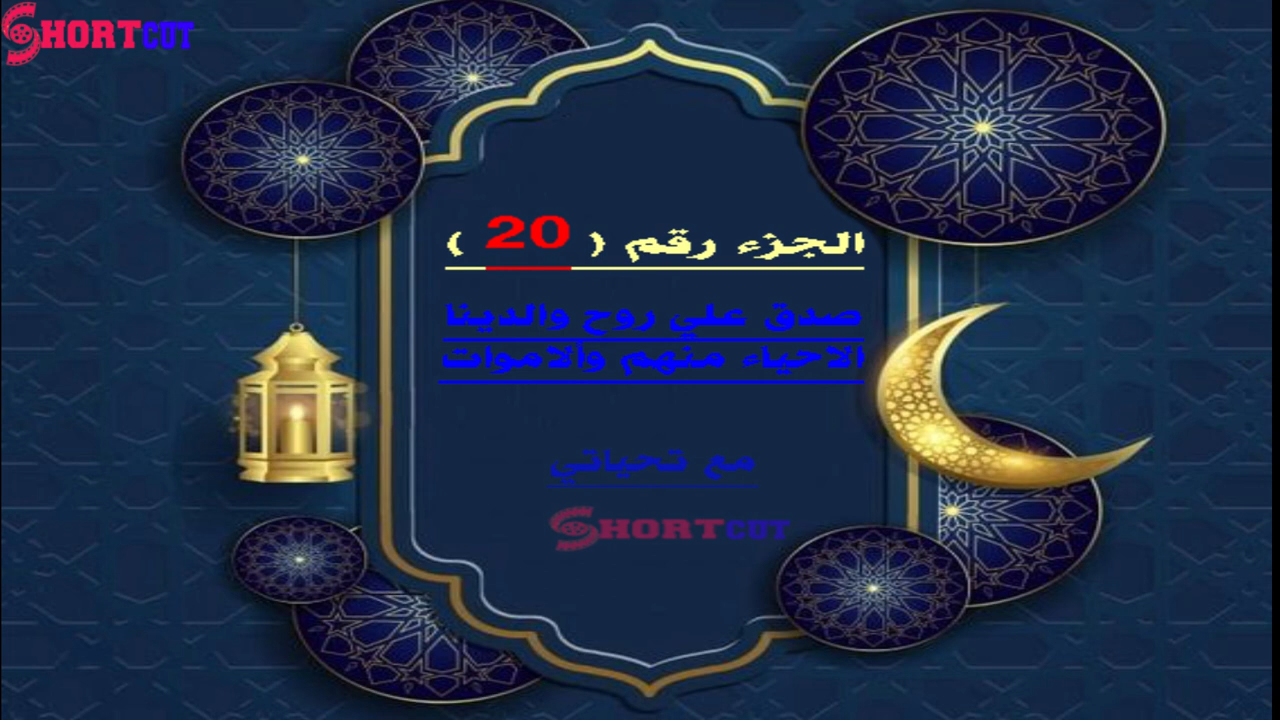 SHORTCUT
الجزء رقم ( 20 )
صدق علي روح والدينا
الاحياء منهم والاموات
مع تحياتي
SHORTCUT